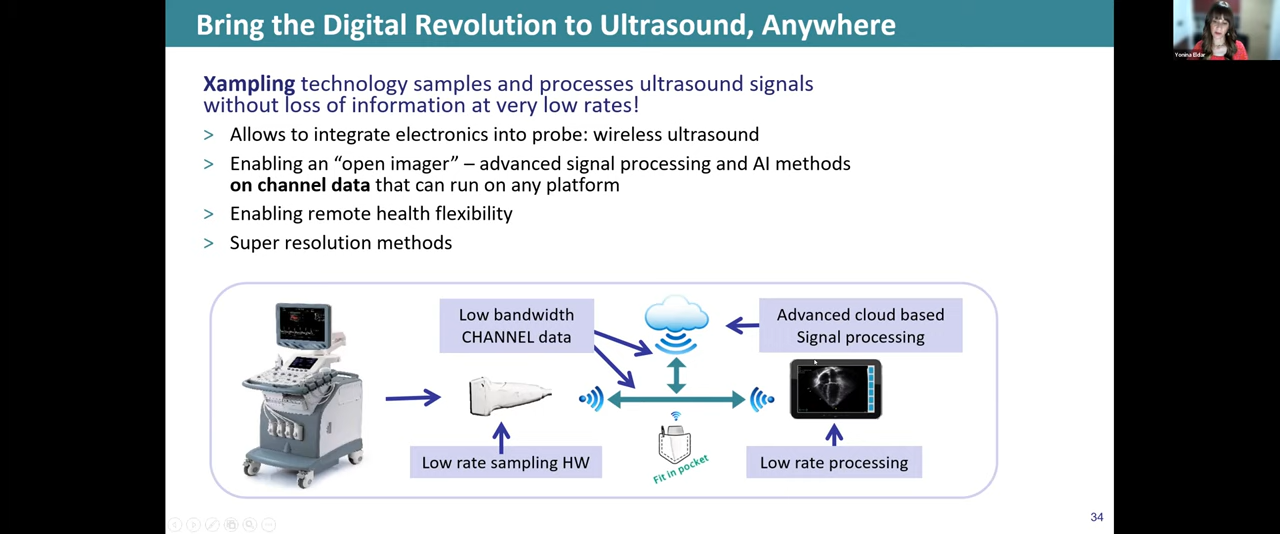 Bring the Digital Revolution to Ultrasound, Anywhere
Yonina Eldar
Xampling technology samples and processes ultrasound signals
without loss of information at very low rates!
> Allows to integrate electronics into probe: wireless ultrasound
> Enabling an “open imager” – advanced signal processing and AI methods
on channel data that can run on any platform
> Enabling remote health flexibility
> Super resolution methods
Low bandwidth
CHANNEL data
Advanced cloud based
Signal processing
Low rate sampling HW
Fit in pocket
Low rate processing
34